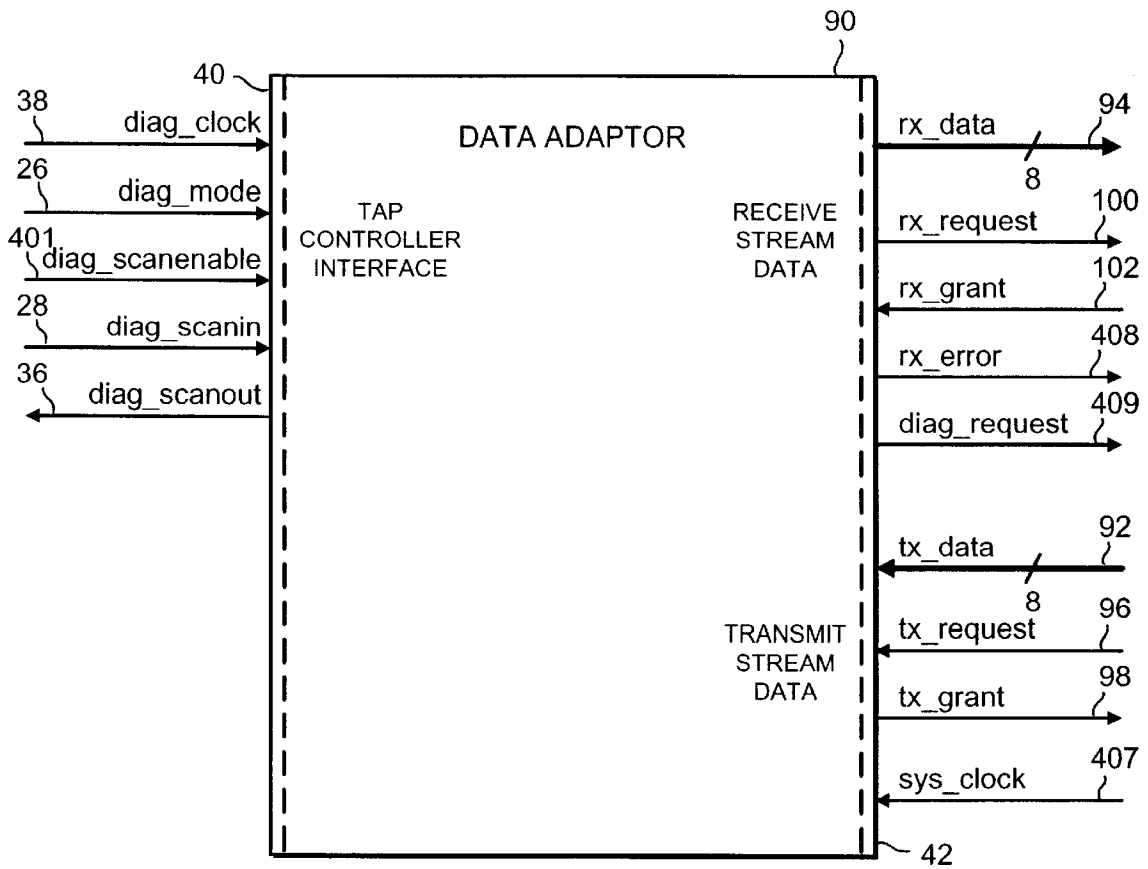 90
40
38
diag_clock
26
diag_mode
401
diag_scanenable
28
diag_scanin
36
diag_scanout
DATA ADAPTOR
TAP
CONTROLLER
INTERFACE
RECEIVE
STREAM
DATA
rx_data
94
8
rx_request
100
rx_grant
102
rx_error
408
diag_request
409
tx_data
92
8
TRANSMIT
STREAM
DATA
tx_request
96
tx_grant
98
sys_clock
407
42